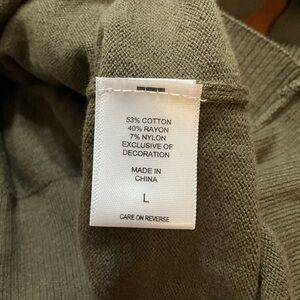 53% COTTON
40% RAYON
7% NYLON
EXCLUSIVE OF
DECORATION
MADE IN
CHINA
L
CARE ON REVERSE